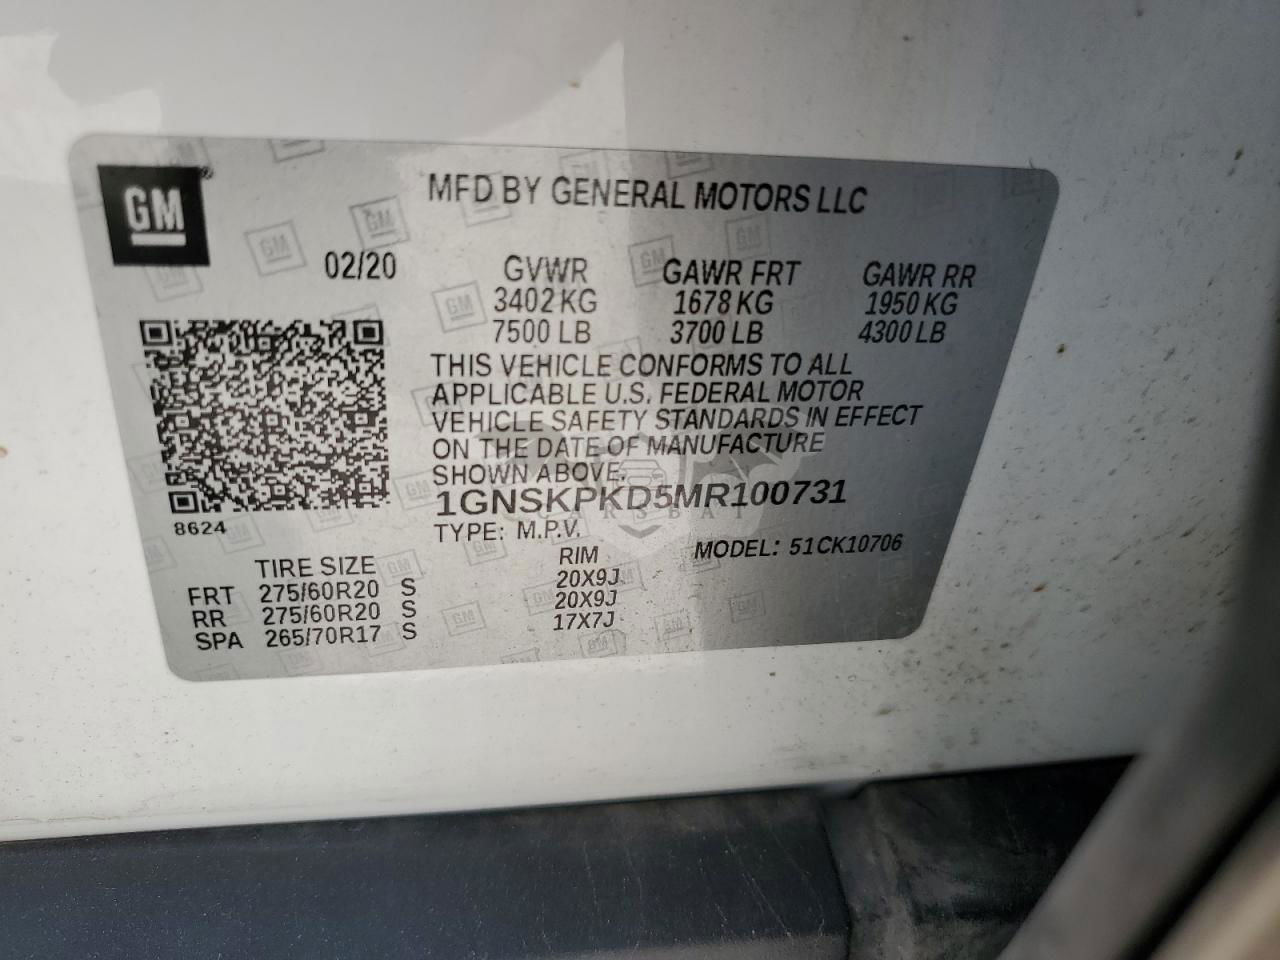 GM ®
MFD BY GENERAL MOTORS LLC
02/20 GVWR GAWR FRT GAWR RR
3402 KG 1678 KG 1950 KG
7500 LB 3700 LB 4300 LB
THIS VEHICLE CONFORMS TO ALL
APPLICABLE U.S. FEDERAL MOTOR
VEHICLE SAFETY STANDARDS IN EFFECT
ON THE DATE OF MANUFACTURE
SHOWN ABOVE.
1GNSKPKD5MR100731
8624
TYPE: M.P.V. MODEL: 51CK10706
TIRE SIZE RIM
FRT 275/60R20 S 20X9J
RR 275/60R20 S 20X9J
SPA 265/70R17 S 17X7J